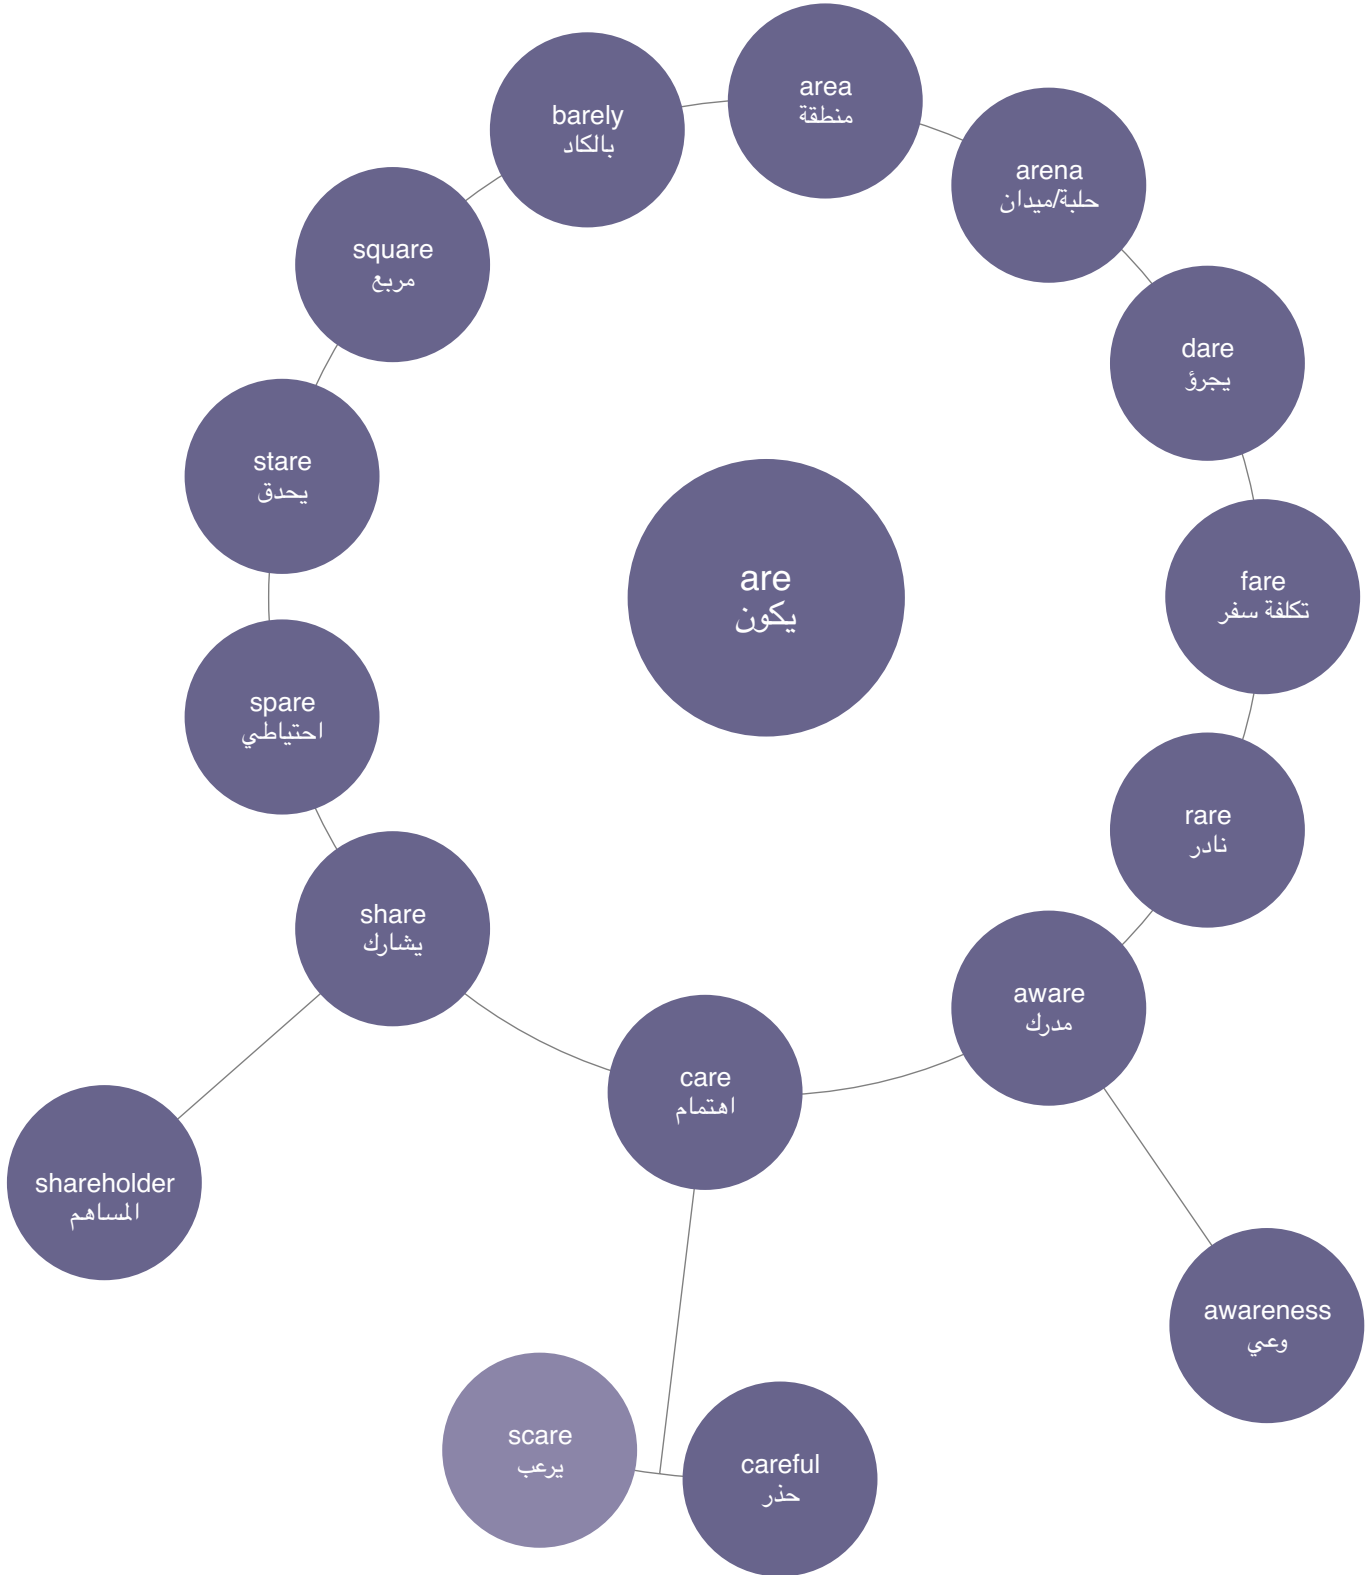 area
منطقة
barely
بالكاد
arena
حلبة/ميدان
square
مربع
dare
يجرؤ
stare
يحدق
are
يكون
fare
تكلفة سفر
spare
احتياطي
rare
نادر
share
يشارك
aware
مدرك
care
اهتمام
shareholder
المساهم
awareness
وعي
scare
يرعب
careful
حذر